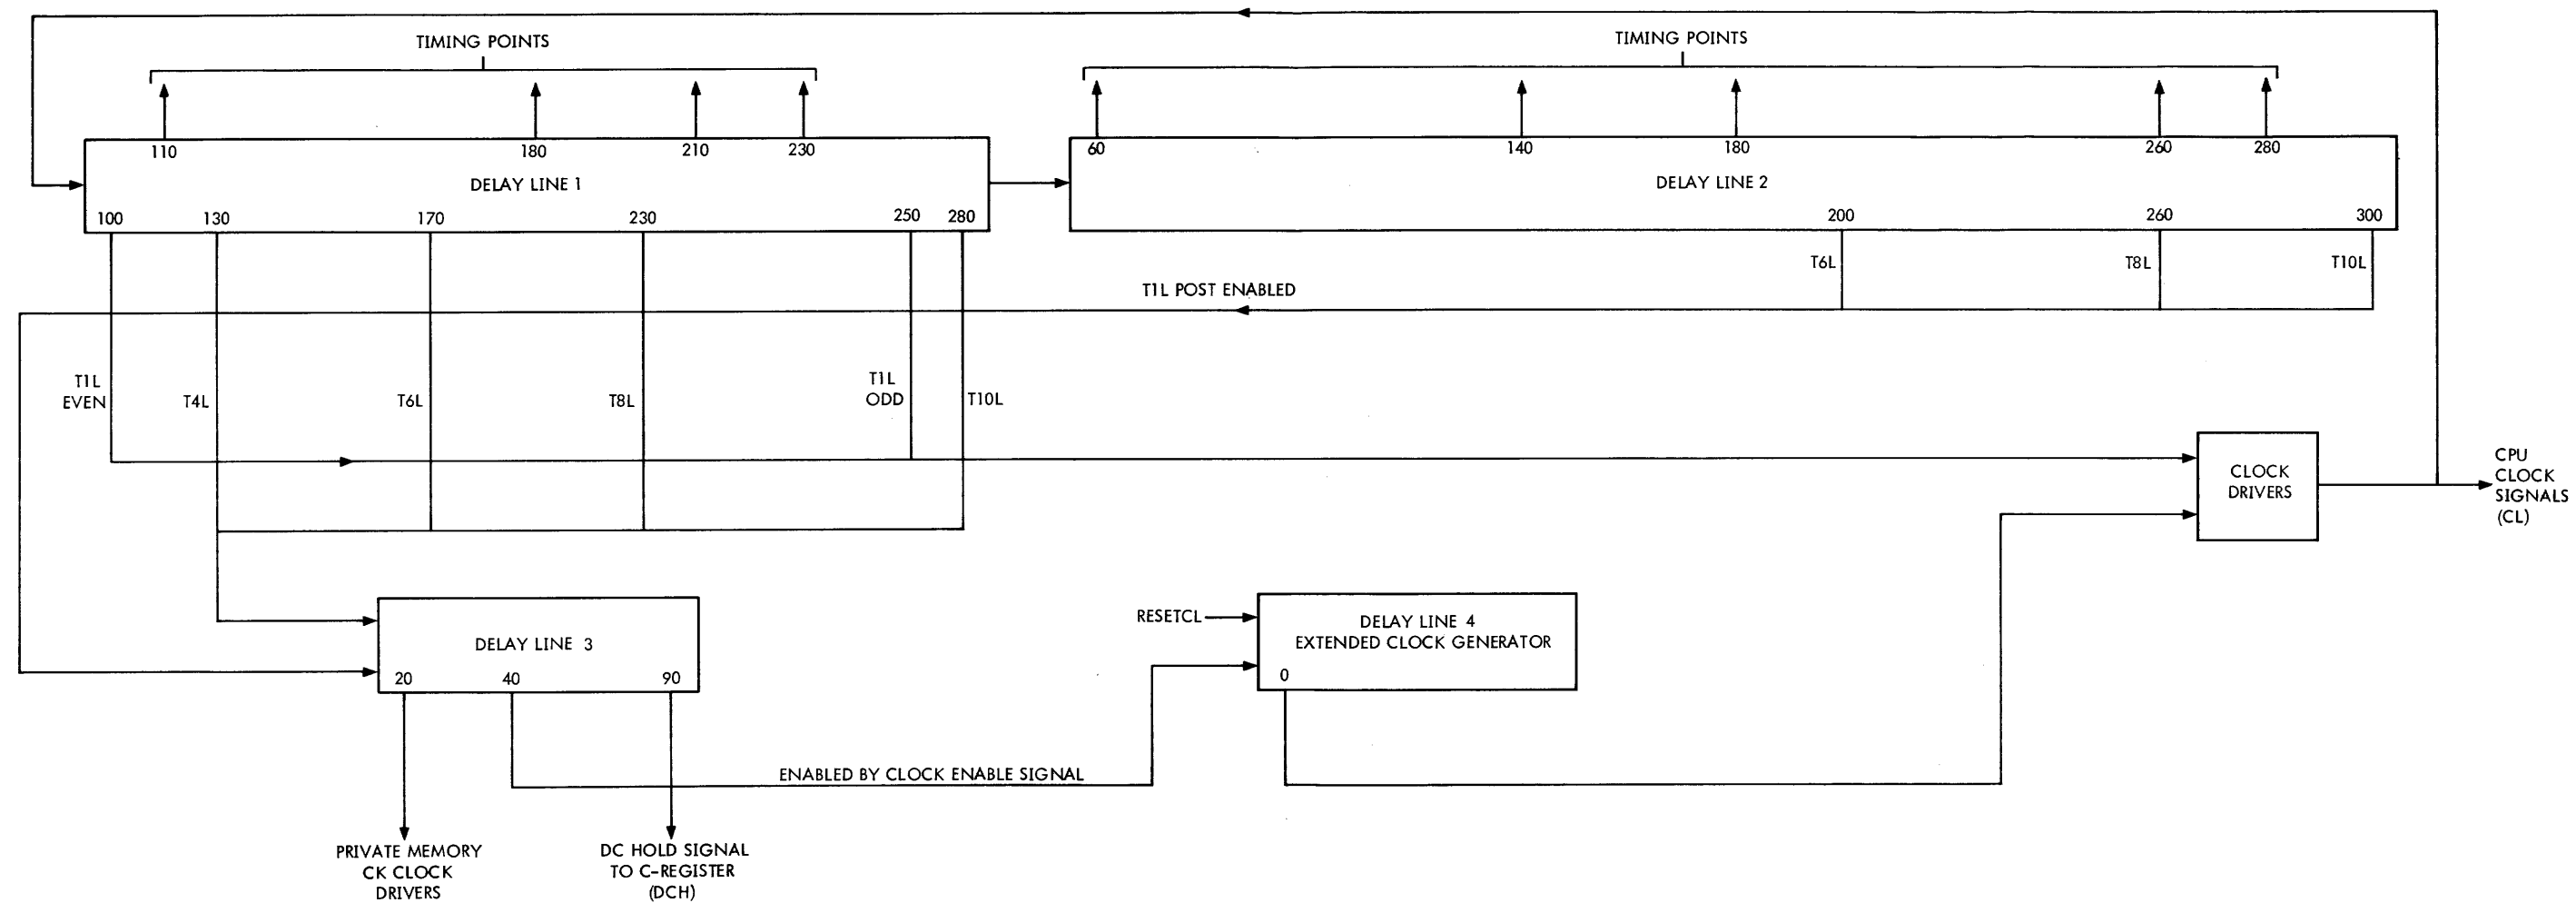 TIMING POINTS
TIMING POINTS
110
180
210
230
60
140
180
260
280
DELAY LINE 1
DELAY LINE 2
100
130
170
230
250
280
200
260
300
T6L
T8L
T10L
T1L POST ENABLED
T1L
EVEN
T4L
T6L
T8L
T1L
ODD
T10L
CLOCK
DRIVERS
CPU
CLOCK
SIGNALS
(CL)
DELAY LINE 3
20
40
90
RESETCL
DELAY LINE 4
EXTENDED CLOCK GENERATOR
0
ENABLED BY CLOCK ENABLE SIGNAL
PRIVATE MEMORY
CK CLOCK
DRIVERS
DC HOLD SIGNAL
TO C-REGISTER
(DCH)